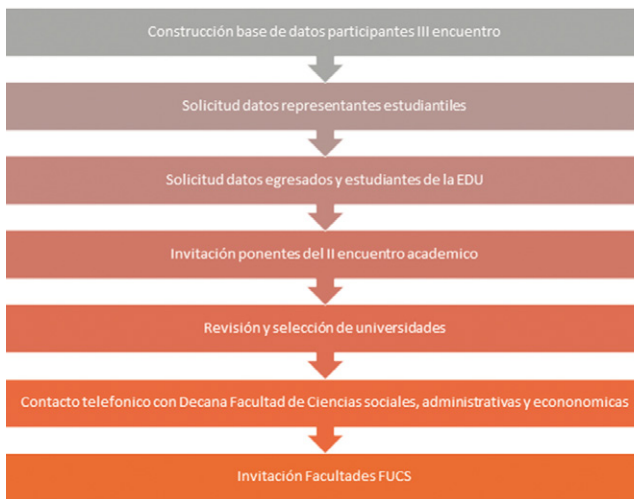 Construcción base de datos participantes III encuentro
Solicitud datos representantes estudiantiles
Solicitud datos egresados y estudiantes de la EDU
Invitación ponentes del II encuentro academico
Revisión y selección de universidades
Contacto telefonico con Decana Facultad de Ciencias sociales, administrativas y econonomicas
Invitación Facultades FUCS